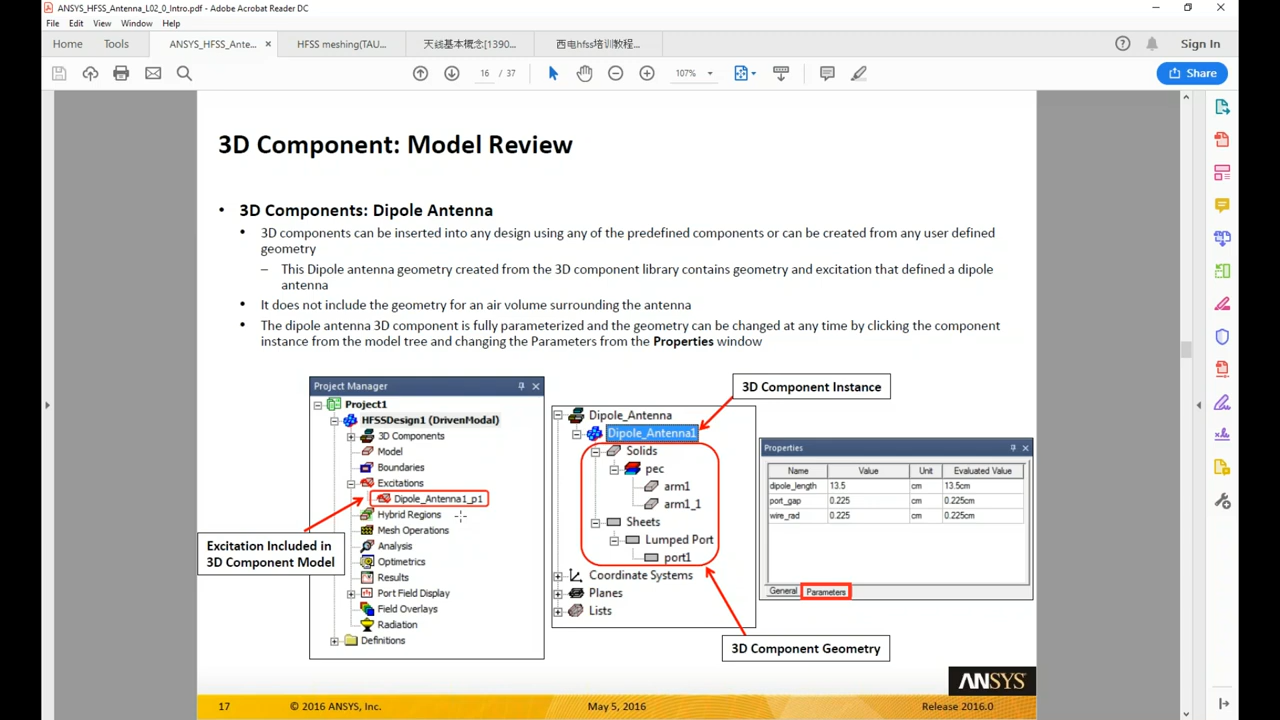 ANSYS_HFSS_Antenna_L02_0_Intro.pdf - Adobe Acrobat Reader DC
File Edit View Window Help
Home Tools ANSYS_HFSS_Ante... × HFSS meshing(TAU... 天线基本概念[1390... 西电hfss培训教程... Sign In
16 / 37 107% Share
3D Component: Model Review
• 3D Components: Dipole Antenna
• 3D components can be inserted into any design using any of the predefined components or can be created from any user defined
geometry
– This Dipole antenna geometry created from the 3D component library contains geometry and excitation that defined a dipole
antenna
• It does not include the geometry for an air volume surrounding the antenna
• The dipole antenna 3D component is fully parameterized and the geometry can be changed at any time by clicking the component
instance from the model tree and changing the Parameters from the Properties window
Project Manager
Project1
HFSSDesign1 (DrivenModal)
3D Components
Model
Boundaries
Excitations
Dipole_Antenna1_p1
Hybrid Regions
Mesh Operations
Analysis
Optimetrics
Results
Port Field Display
Field Overlays
Radiation
Definitions
Excitation Included in
3D Component Model
3D Component Instance
Dipole_Antenna
Dipole_Antenna1
Solids
pec
arm1
arm1_1
Sheets
Lumped Port
port1
Coordinate Systems
Planes
Lists
3D Component Geometry
Properties
Name Value Unit Evaluated Value
dipole_length 13.5 cm 13.5cm
port_gap 0.225 cm 0.225cm
wire_rad 0.225 cm 0.225cm
General Parameters
ANSYS
17 © 2016 ANSYS, Inc. May 5, 2016 Release 2016.0